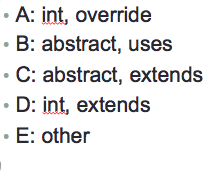 • A: int, override
• B: abstract, uses
• C: abstract, extends
• D: int, extends
• E: other